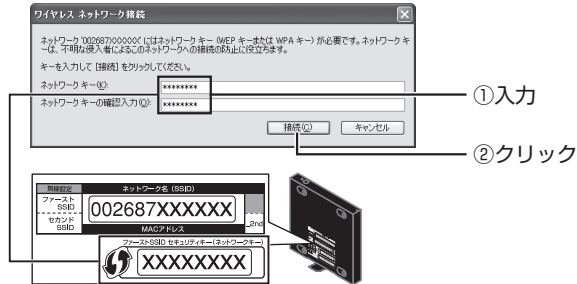 ワイヤレス ネットワーク接続
ネットワーク '002687XXXXXX' にはネットワーク キー (WEP キーまたは WPA キー) が必要です。ネットワーク キ
ーは、不明な侵入者によるこのネットワークへの接続の防止に役立ちます。
キーを入力して [接続] をクリックしてください。
ネットワーク キー(K): ********
ネットワーク キーの確認入力(O): ********
接続(C) キャンセル
①入力
②クリック
無線設定 ネットワーク名 (SSID)
ファースト SSID
002687XXXXXX
セカンド SSID
_2nd
MACアドレス
ファーストSSID セキュリティキー(ネットワークキー)
XXXXXXXX